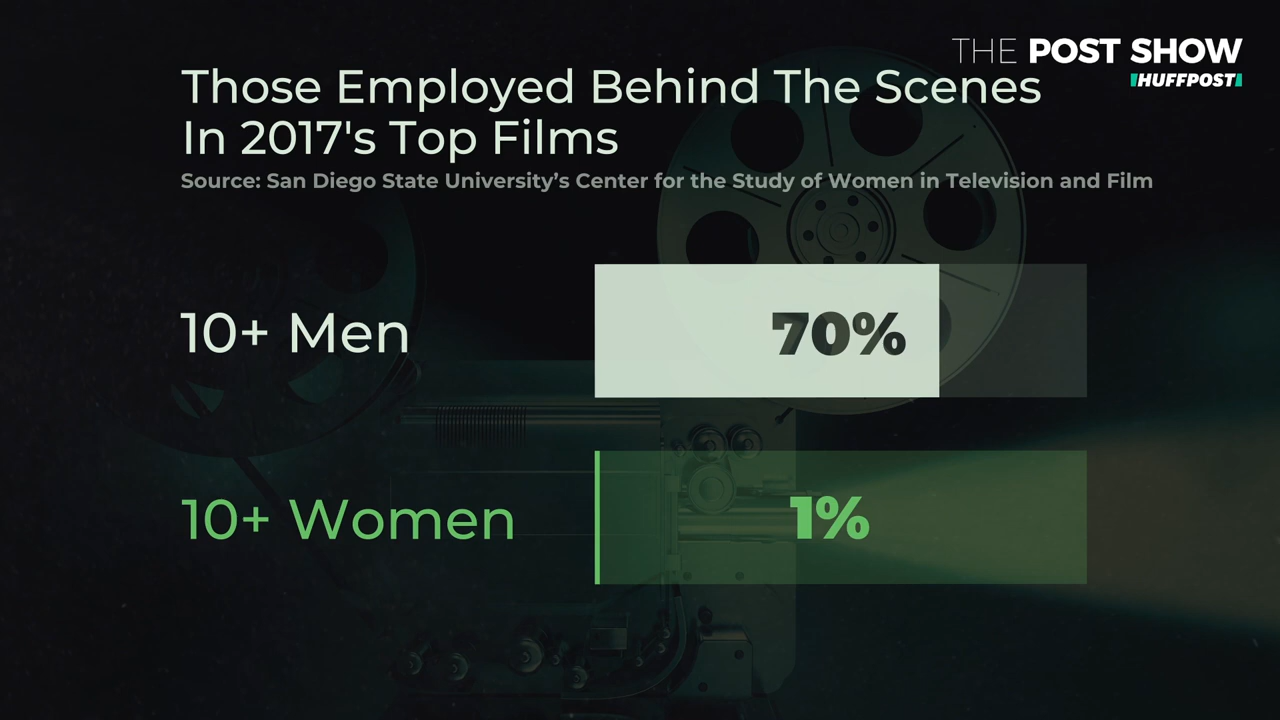 THE POST SHOW
HUFFPOST
Those Employed Behind The Scenes
In 2017's Top Films
Source: San Diego State University’s Center for the Study of Women in Television and Film
10+ Men
70%
10+ Women
1%